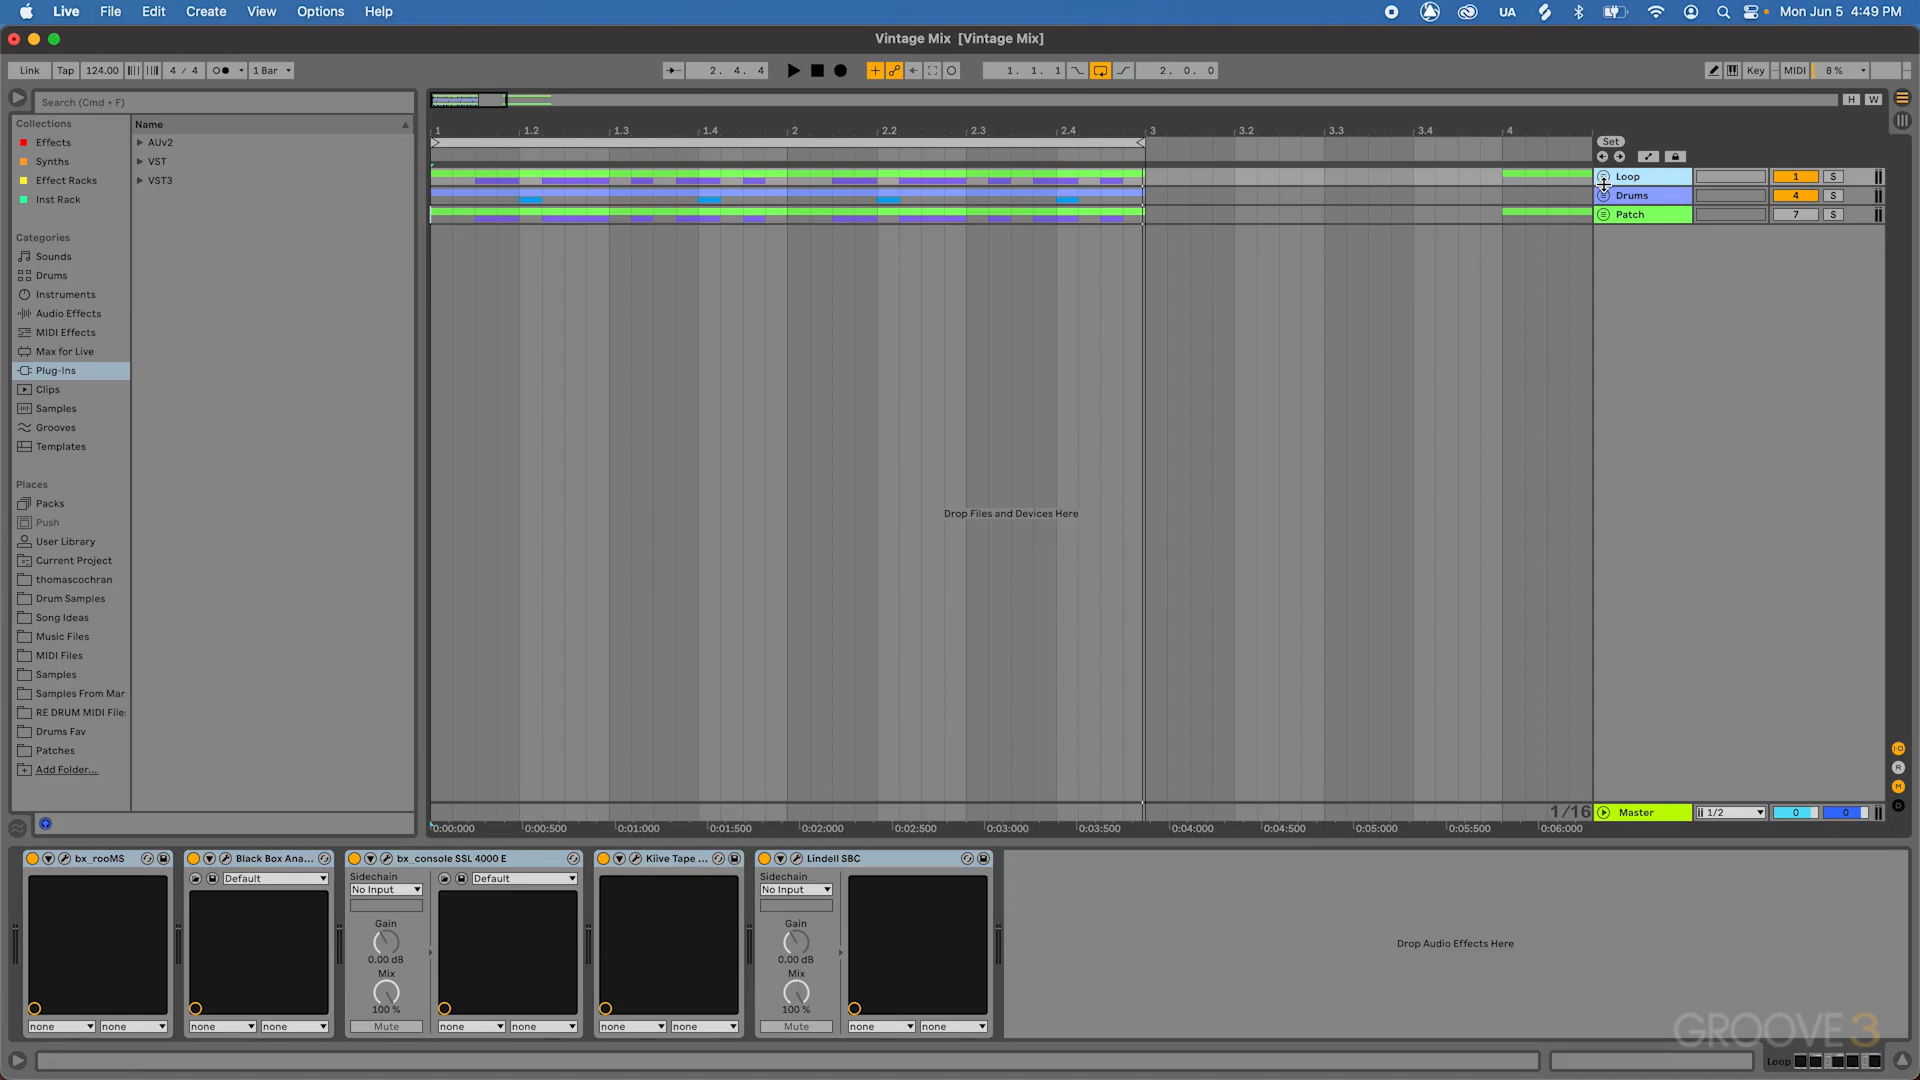 Live File Edit Create View Options Help
UA Mon Jun 5 4:49 PM
Vintage Mix [Vintage Mix]
Link Tap 124.00 4 / 4 1 Bar 2. 4. 4 1. 1. 1 2. 0. 0 Key MIDI 8 %
Search (Cmd + F)
H W
Collections
Effects
Synths
Effect Racks
Inst Rack
Categories
Sounds
Drums
Instruments
Audio Effects
MIDI Effects
Max for Live
Plug-Ins
Clips
Samples
Grooves
Templates
Places
Packs
Push
User Library
Current Project
thomascochran
Drum Samples
Song Ideas
Music Files
MIDI Files
Samples
Samples From Mar
RE DRUM MIDI File
Drums Fav
Patches
Add Folder...
Name
AUv2
VST
VST3
1 1.2 1.3 1.4 2 2.2 2.3 2.4 3 3.2 3.3 3.4 4
Set
Loop 1 S
Drums 4 S
Patch 7 S
Drop Files and Devices Here
1/16
Master 1/2 0 0
0:00:000 0:00:500 0:01:000 0:01:500 0:02:000 0:02:500 0:03:000 0:03:500 0:04:000 0:04:500 0:05:000 0:05:500 0:06:000
I·O
R
M
D
bx_rooMS
none none
Black Box Ana...
Default
none none
bx_console SSL 4000 E
Sidechain
No Input
Gain
0.00 dB
Mix
100 %
Mute
Default
none none
Kiive Tape ...
none none
Lindell SBC
Sidechain
No Input
Gain
0.00 dB
Mix
100 %
Mute
none none
Drop Audio Effects Here
GROOVE 3
Loop